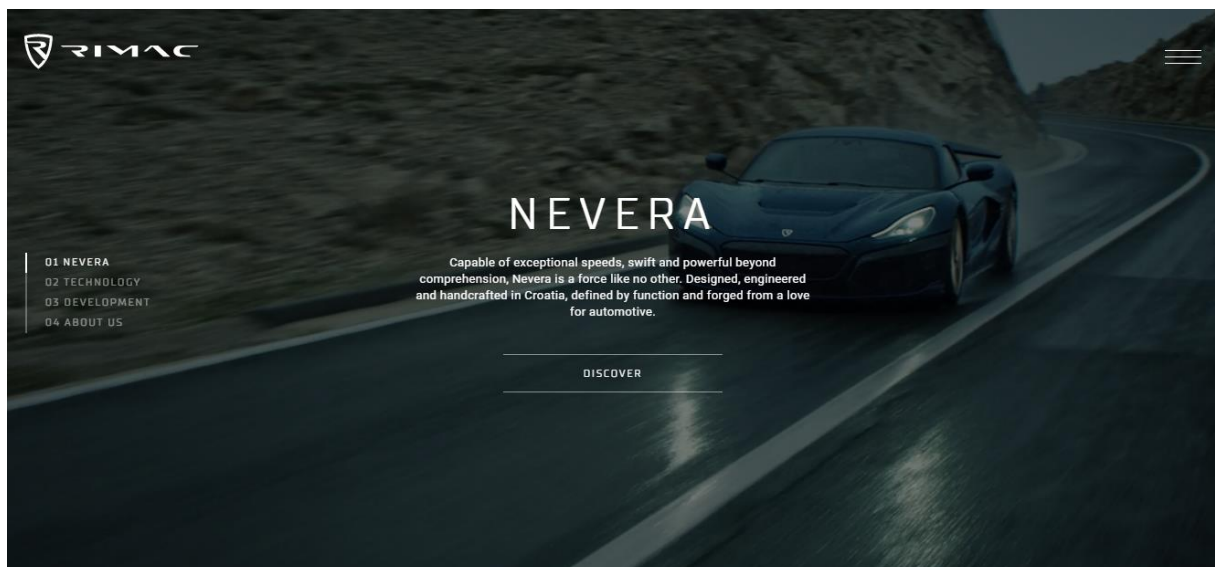 RIMAC
NEVERA
Capable of exceptional speeds, swift and powerful beyond
comprehension, Nevera is a force like no other. Designed, engineered
and handcrafted in Croatia, defined by function and forged from a love
for automotive.
01 NEVERA
02 TECHNOLOGY
03 DEVELOPMENT
04 ABOUT US
DISCOVER